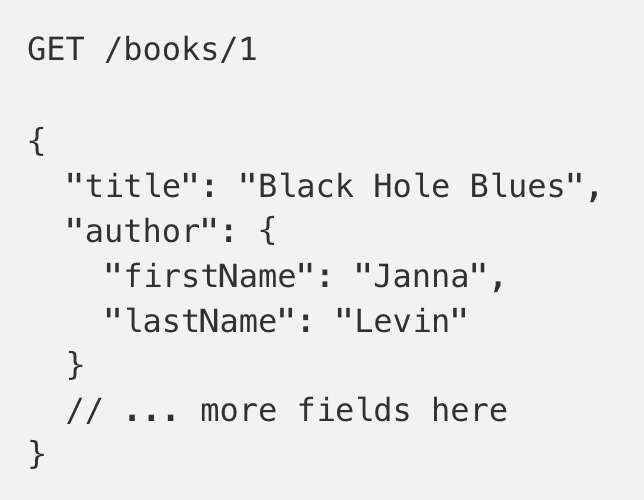 GET /books/1

{
  "title": "Black Hole Blues",
  "author": {
    "firstName": "Janna",
    "lastName": "Levin"
  }
  // ... more fields here
}